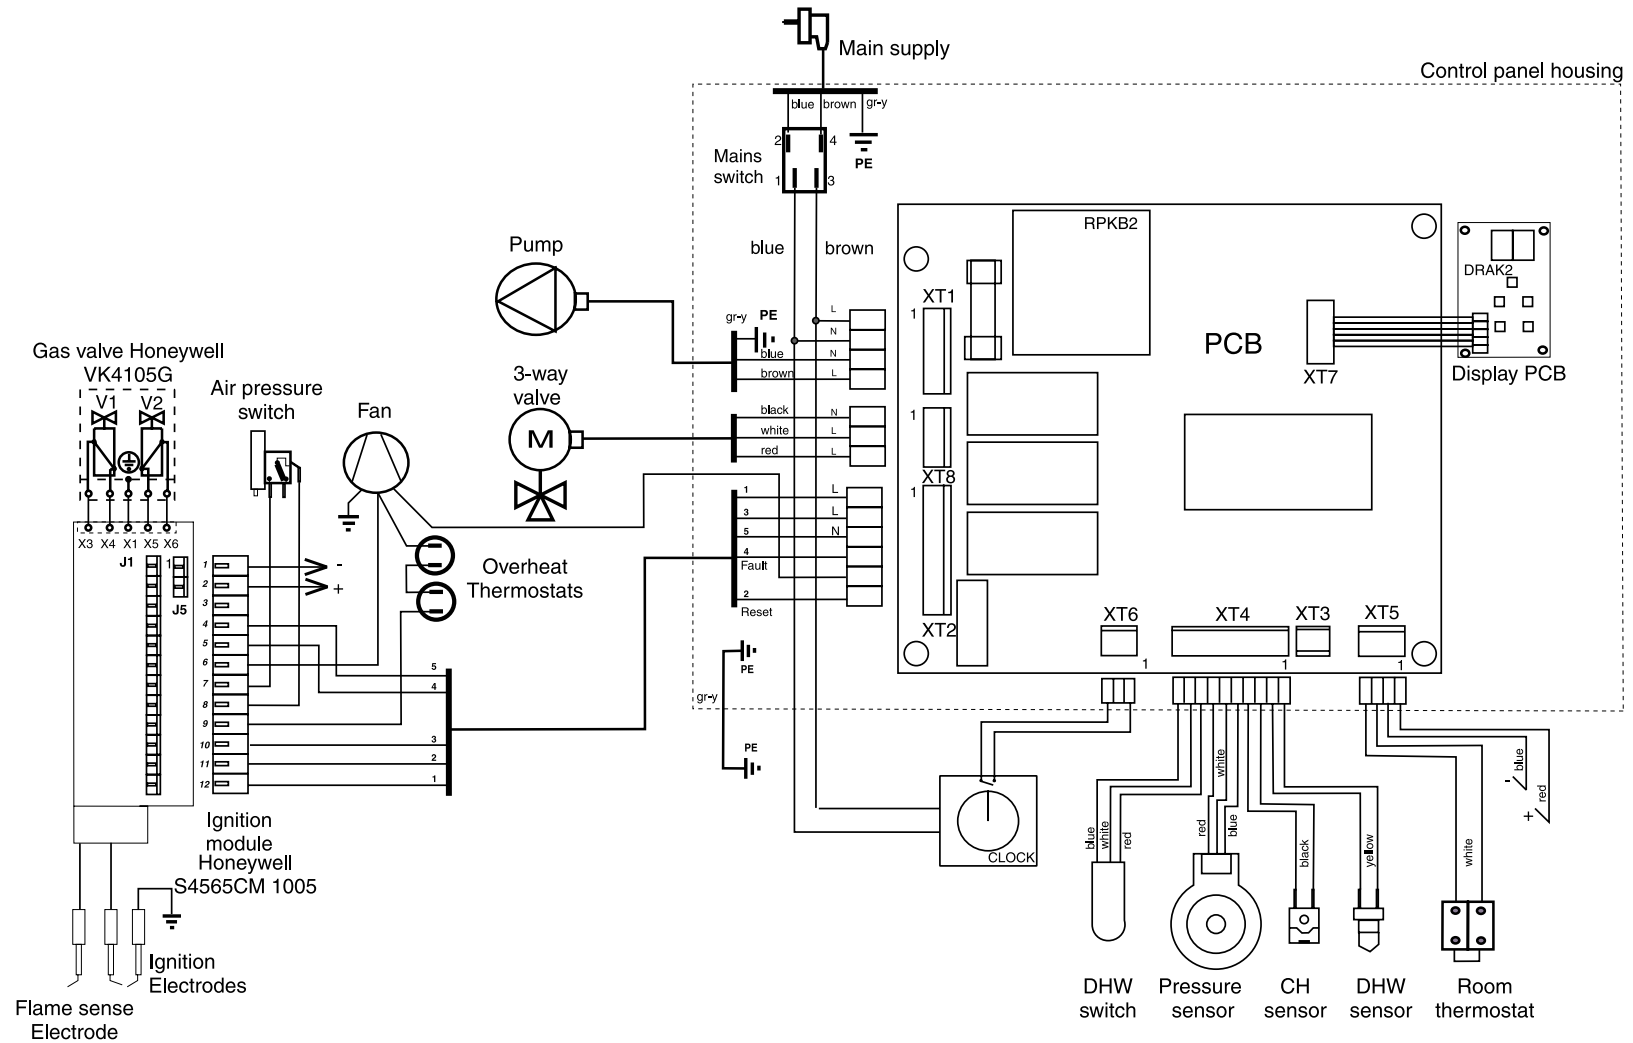 Main supply
Control panel housing
blue brown gr-y
2 4
PE
Mains
switch
1 3
blue brown
RPKB2
DRAK2
Pump
XT1
1
L
gr-y PE
N
blue N
brown L
PCB
XT7
Display PCB
Gas valve Honeywell
VK4105G
V1 V2
Air pressure
switch
Fan
3-way
valve
M
black N
white L
red L
1
XT8
1
1 L
3 L
5 N
4
Fault
2
Reset
XT2
X3 X4 X1 X5 X6
J1
1
J5
1 -
2 +
3
4
5
6
7
8
9
10
11
12
Overheat
Thermostats
5
4
3
2
1
PE
gr-y
PE
XT6
1
XT4
1
XT3
XT5
1
CLOCK
blue
white
red
red
white
blue
black
yellow
white
- blue
+ red
Ignition
module
Honeywell
S4565CM 1005
Ignition
Electrodes
Flame sense
Electrode
DHW
switch
Pressure
sensor
CH
sensor
DHW
sensor
Room
thermostat